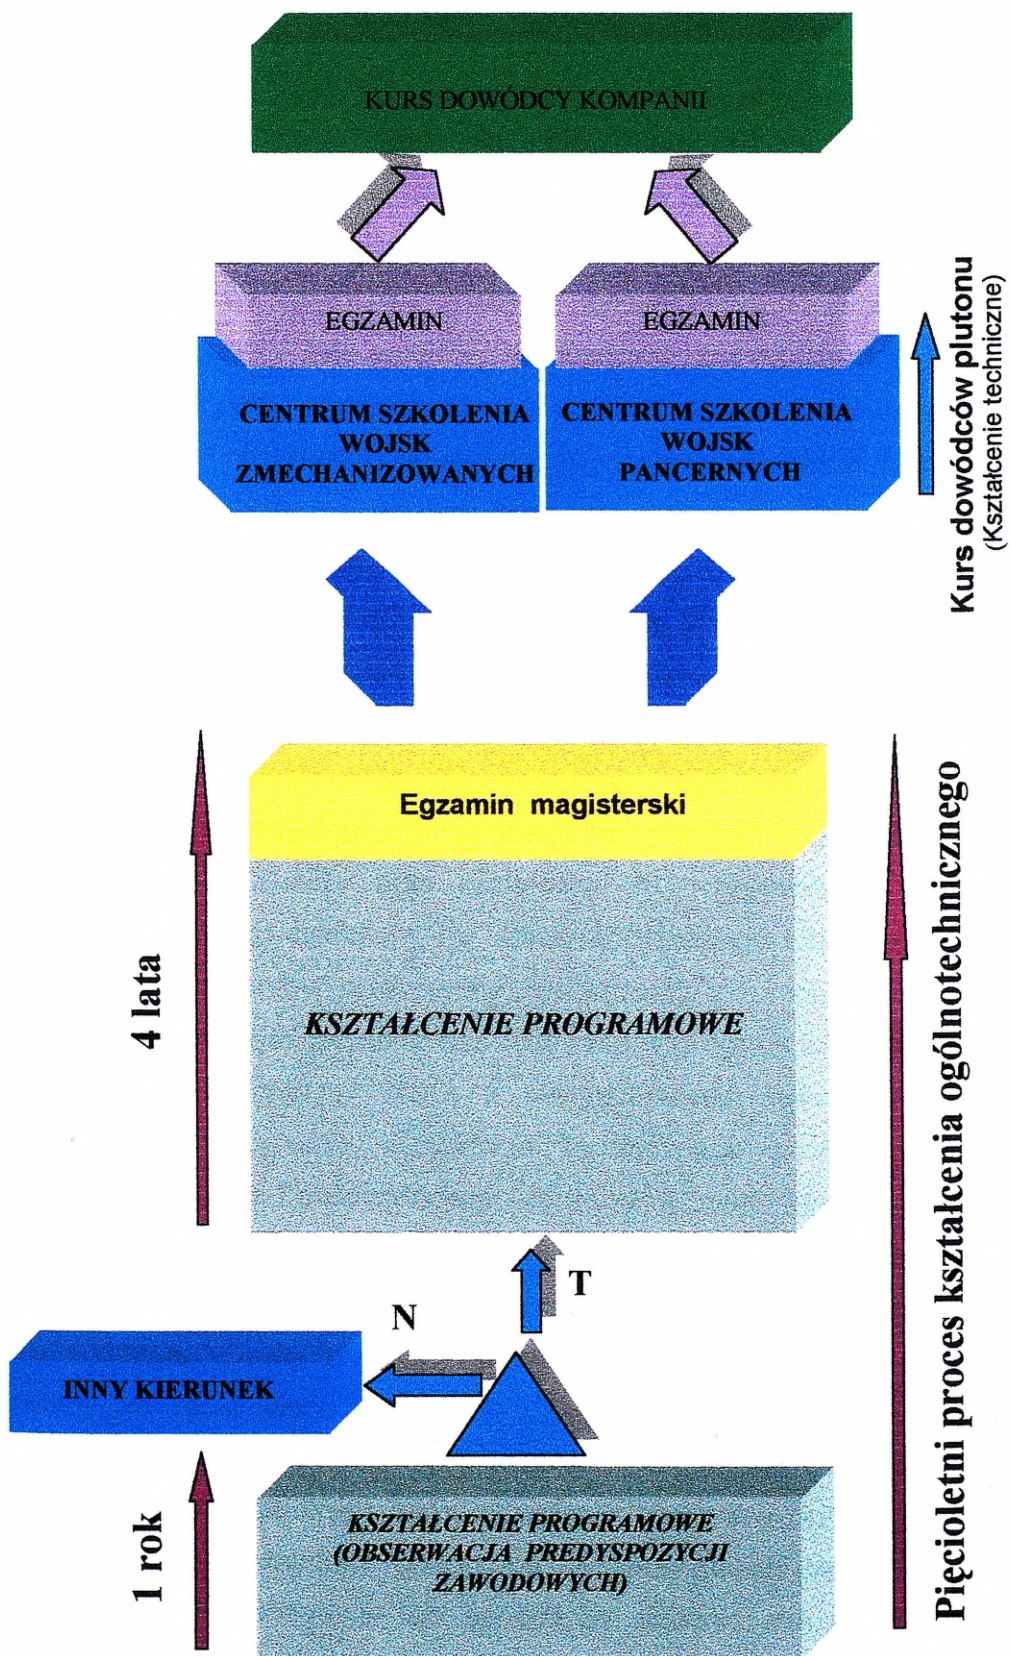 KURS DOWÓDCY KOMPANII
EGZAMIN
EGZAMIN
CENTRUM SZKOLENIA
WOJSK
ZMECHANIZOWANYCH
CENTRUM SZKOLENIA
WOJSK
PANCERNYCH
Kurs dowódców plutonu
(Kształcenie techniczne)
4 lata
Egzamin magisterski
KSZTAŁCENIE PROGRAMOWE
N
T
INNY KIERUNEK
1 rok
KSZTAŁCENIE PROGRAMOWE
(OBSERWACJA PREDYSPOZYCJI
ZAWODOWYCH)
Pięcioletni proces kształcenia ogólnotechnicznego